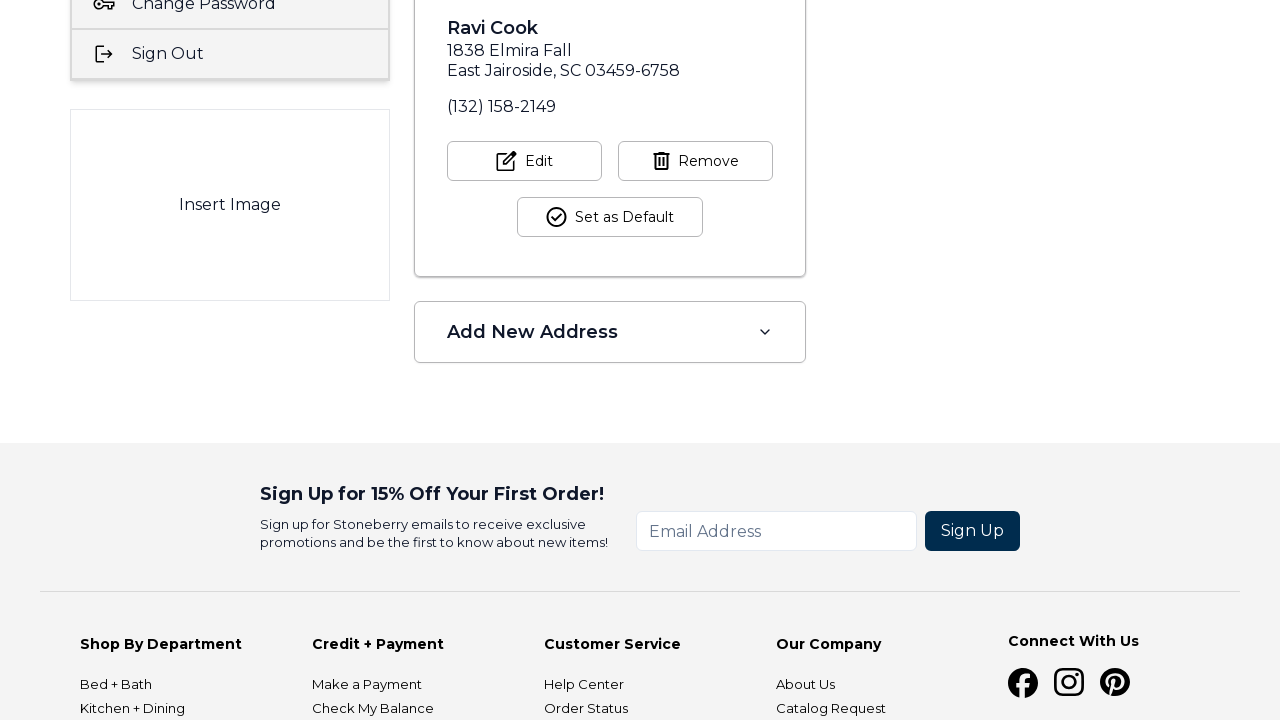 Change Password
Sign Out
Insert Image
Ravi Cook
1838 Elmira Fall
East Jairoside, SC 03459-6758
(132) 158-2149
Edit
Remove
Set as Default
Add New Address
Sign Up for 15% Off Your First Order!
Sign up for Stoneberry emails to receive exclusive
promotions and be the first to know about new items!
Email Address
Sign Up
Shop By Department
Bed + Bath
Kitchen + Dining
Credit + Payment
Make a Payment
Check My Balance
Customer Service
Help Center
Order Status
Our Company
About Us
Catalog Request
Connect With Us